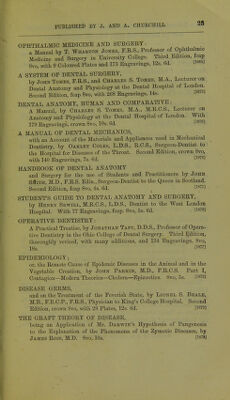 PUBLISHED BY J. AND A. CHURCHILL 25
OPHTHALMIC MEDICINE AND SURGERY:
a Manual by T. WHARTON JONES, F.R.S., Professor of Ophthalmic
Medicine and Surgery in University College. Third Edition, fcap
8vo, with 9 Coloured Plates and 173 Engravings, 12s. 6d.
A SYSTEM OF DENTAL SURGERY,
by JOHN TOMES, F.R.S., and CHARLES S. TOMES, M.A., Lecturer on
Dental Anatomy and Physiology at the Dental Hospital of London.
Second Edition, fcap 8vo, with 268 Engravings, 14s.
DENTAL ANATOMY, HUMAN AND COMPARATIVE:
A Manual, by CHARLES S. TOMES, M.A., M.R.C.S., Lecturer on
Anatomy and Physiology at the Dental Hospital of London. With
179 Engravings, crown 8vo, 10s. 6d.
A MANUAL OF DENTAL MECHANICS,
with an Account of the Materials and Appliances used in Mechanical
Dentistry, by OAKLEY COLES, L.D.S., R.C.S., Surgeon-Dentist to
the Hospital for Diseases of the Throat. Second Edition, crown 8vo,
with 140 Engravings, 7s. 6d.
HANDBOOK OF DENTAL ANATOMY
and Surgery for the use of Students and Practitioners by JOHN
SMITH, M.D., F.R.S. Edin., Surgeon-Dentist to the Queen in Scotland.
Second Edition, fcap 8vo, 4s. 6d.
STUDENT'S GUIDE TO DENTAL ANATOMY AND SURGERY,
by HENRY SEWILL, M.R.C.S., L.D.S., Dentist to the West London
Hospital. With 77 Engravings, fcap 8vo, 5s. 6d.
OPERATIVE DENTISTRY:
A Practical Treatise, by JONATHAN TAFT, D.D.S., Professor of Opera-
tive Dentistry in the Ohio College of Dental Surgery. Third Edition,
thoroughly revised, with many additions, and 134 Engravings, 8vo,
18s.
EPIDEMIOLOGY;
or, the Remote Cause of Epidemic Diseases in the Animal and in the
Vegetable Creation, by JOHN PARKIN, M.D., F.R.C.S. Part I,
Contagion—Modern Theories—Cholera—Epizootics. 8vo, 5s.
DISEASE GERMS,
and on the Treatment of the Feverish State, by LIONEL S. BEALE,
M.B., F.R.C.P., F.R.S., Physician to King's College Hospital. Second
Edition, crown 8vo, with 28 Plates, 12s. 6d.
THE GRAFT THEORY OF DISEASE,
being an Application of Mr. DARWIN'S Hypothesis of Pangenesis
to the Explanation of the Phenomena of the Zymotic Diseases, by
JAMES ROSS, M.D. 8vo, 10s.